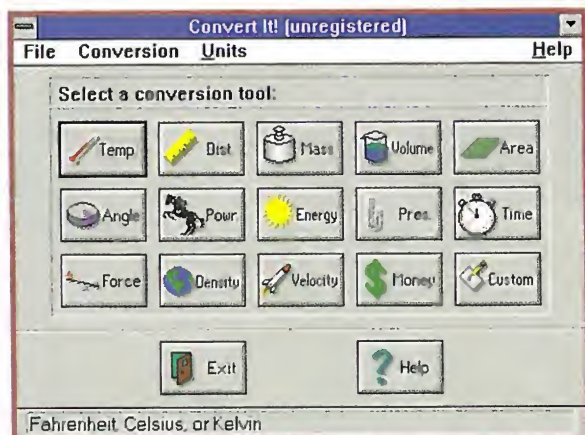 Convert It! (unregistered)
File Conversion Units Help
Select a conversion tool:
Temp Dist. Mass Volume Area
Angle Powr. Energy Pres. Time
Force Density Velocity Money Custom
Exit Help
Fahrenheit, Celsius, or Kelvin